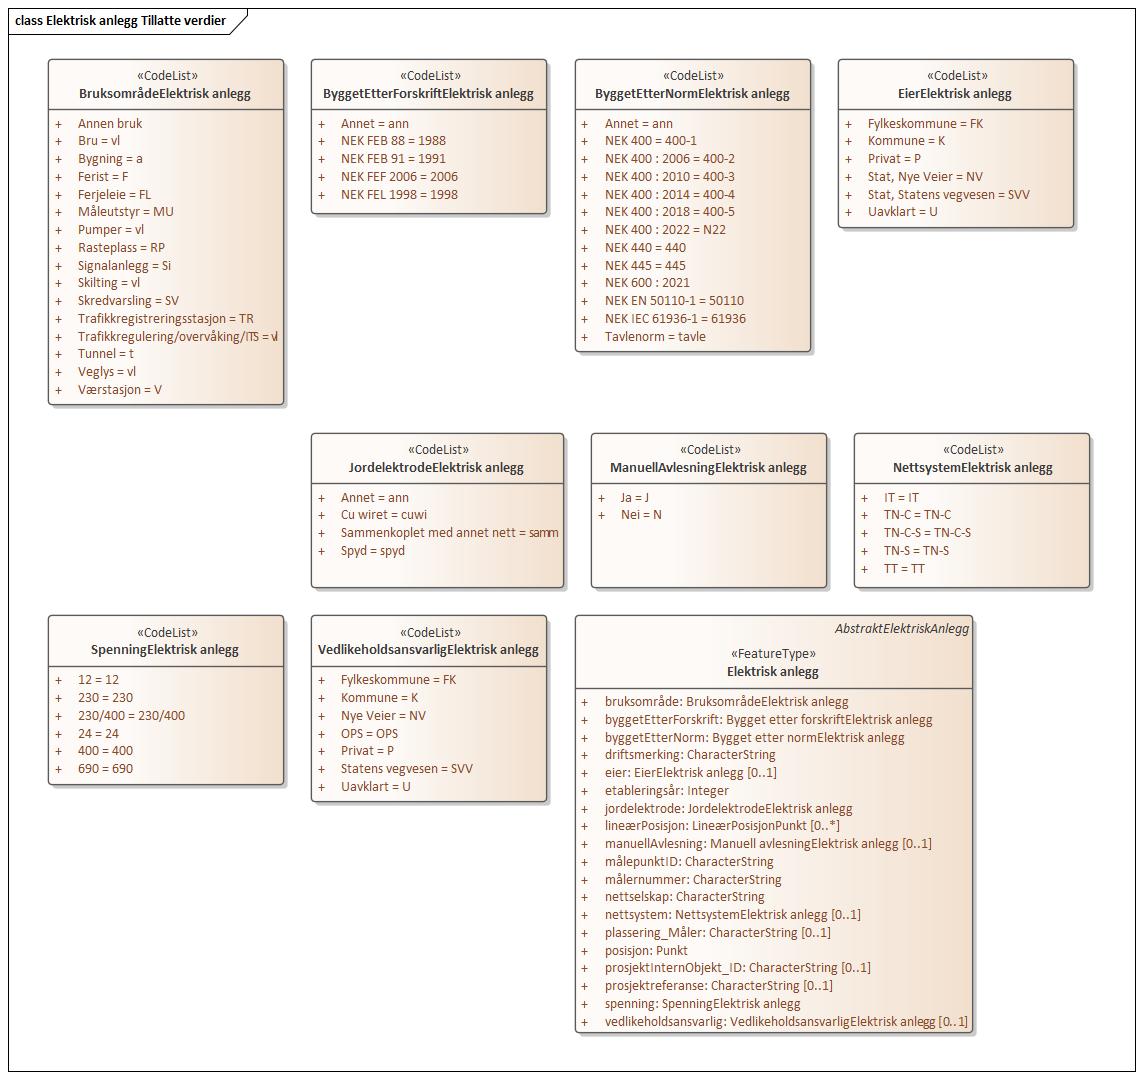 class Elektrisk anlegg Tillatte verdier
«CodeList»
BruksområdeElektrisk anlegg
+ Annen bruk
+ Bru = vl
+ Bygning = a
+ Ferist = F
+ Ferjeleie = FL
+ Måleutstyr = MU
+ Pumper = vl
+ Rasteplass = RP
+ Signalanlegg = Si
+ Skilting = vl
+ Skredvarsling = SV
+ Trafikkregistreringsstasjon = TR
+ Trafikkregulering/overvåking/ITS = vl
+ Tunnel = t
+ Veglys = vl
+ Værstasjon = V
«CodeList»
ByggetEtterForskriftElektrisk anlegg
+ Annet = ann
+ NEK FEB 88 = 1988
+ NEK FEB 91 = 1991
+ NEK FEF 2006 = 2006
+ NEK FEL 1998 = 1998
«CodeList»
ByggetEtterNormElektrisk anlegg
+ Annet = ann
+ NEK 400 = 400-1
+ NEK 400 : 2006 = 400-2
+ NEK 400 : 2010 = 400-3
+ NEK 400 : 2014 = 400-4
+ NEK 400 : 2018 = 400-5
+ NEK 400 : 2022 = N22
+ NEK 440 = 440
+ NEK 445 = 445
+ NEK 600 : 2021
+ NEK EN 50110-1 = 50110
+ NEK IEC 61936-1 = 61936
+ Tavlenorm = tavle
«CodeList»
EierElektrisk anlegg
+ Fylkeskommune = FK
+ Kommune = K
+ Privat = P
+ Stat, Nye Veier = NV
+ Stat, Statens vegvesen = SVV
+ Uavklart = U
«CodeList»
JordelektrodeElektrisk anlegg
+ Annet = ann
+ Cu wiret = cuwi
+ Sammenkoplet med annet nett = samm
+ Spyd = spyd
«CodeList»
ManuellAvlesningElektrisk anlegg
+ Ja = J
+ Nei = N
«CodeList»
NettsystemElektrisk anlegg
+ IT = IT
+ TN-C = TN-C
+ TN-C-S = TN-C-S
+ TN-S = TN-S
+ TT = TT
«CodeList»
SpenningElektrisk anlegg
+ 12 = 12
+ 230 = 230
+ 230/400 = 230/400
+ 24 = 24
+ 400 = 400
+ 690 = 690
«CodeList»
VedlikeholdsansvarligElektrisk anlegg
+ Fylkeskommune = FK
+ Kommune = K
+ Nye Veier = NV
+ OPS = OPS
+ Privat = P
+ Statens vegvesen = SVV
+ Uavklart = U
AbstraktElektriskAnlegg
«FeatureType»
Elektrisk anlegg
+ bruksområde: BruksområdeElektrisk anlegg
+ byggetEtterForskrift: Bygget etter forskriftElektrisk anlegg
+ byggetEtterNorm: Bygget etter normElektrisk anlegg
+ driftsmerking: CharacterString
+ eier: EierElektrisk anlegg [0..1]
+ etableringsår: Integer
+ jordelektrode: JordelektrodeElektrisk anlegg
+ lineærPosisjon: LineærPosisjonPunkt [0..*]
+ manuellAvlesning: Manuell avlesningElektrisk anlegg [0..1]
+ målepunktID: CharacterString
+ målernummer: CharacterString
+ nettselskap: CharacterString
+ nettsystem: NettsystemElektrisk anlegg [0..1]
+ plassering_Måler: CharacterString [0..1]
+ posisjon: Punkt
+ prosjektInternObjekt_ID: CharacterString [0..1]
+ prosjektreferanse: CharacterString [0..1]
+ spenning: SpenningElektrisk anlegg
+ vedlikeholdsansvarlig: VedlikeholdsansvarligElektrisk anlegg [0..1]